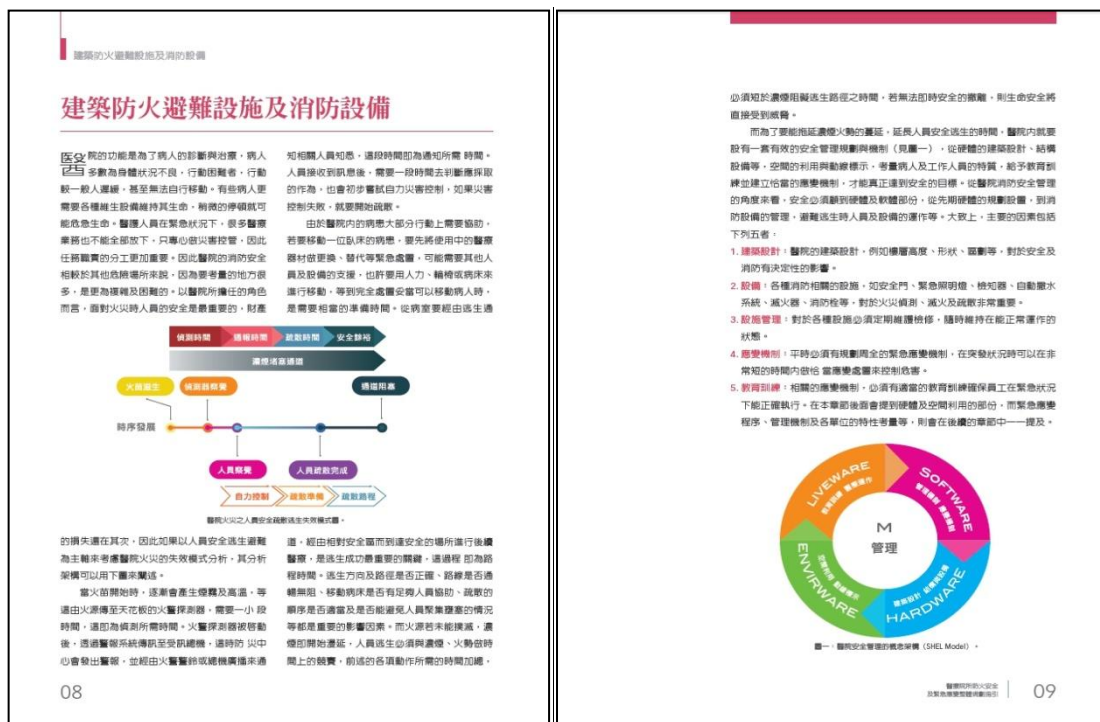 建築防火避難設施及消防設備
建築防火避難設施及消防設備
醫院的功能是為了病人的診斷與治療，病人
多數為身體狀況不良，行動困難者，行動
較一般人遲緩，甚至無法自行移動。有些病人更
需要各種維生設備維持其生命，稍微的停頓就可
能危急生命。醫護人員在緊急狀況下，很多醫療
業務也不能全部放下，只專心做災害控管，因此
任務職責的分工更加重要。因此醫院的消防安全
相較於其他危險場所來說，因為要考量的地方很
多，是更為複雜及困難的。以醫院所擔任的角色
而言，面對火災時人員的安全是最重要的，財產
知相關人員知悉，這段時間即為通知所需 時間。
人員接收到訊息後，需要一段時間去判斷應採取
的作為，也會初步嘗試自力災害控制，如果災害
控制失敗，就要開始疏散。
由於醫院內的病患大部分行動上需要協助，
若要移動一位臥床的病患，要先將使用中的醫療
器材做更換、替代等緊急處置，可能需要其他人
員及設備的支援，也許要用人力、輪椅或病床來
進行移動，等到完全處置妥當可以移動病人時，
是需要相當的準備時間。從病室要經由逃生通
偵測時間 通報時間 疏散時間 安全餘裕
濃煙堵塞通道
火災發生 偵測器察覺 通道阻塞
時序發展
人員察覺 人員疏散完成
自力控制 疏散準備 疏散路程
醫院火災之人員安全疏散逃生失效模式圖。
的損失還在其次，因此如果以人員安全逃生避難
為主軸來考慮醫院火災的失效模式分析，其分析
架構可以用下圖來闡述。
當火苗開始時，逐漸會產生煙霧及高溫，等
這由火源傳至天花板的火警探測器，需要一小 段
時間，這即為偵測所需時間。火警探測器被啓動
後，透過警報系統傳訊至受訊總機，這時防 災中
心會發出警報，並經由火警警鈴或總機廣播來通
道，經由相對安全區而到達安全的場所進行後續
醫療，是逃生成功最重要的關鍵，這過程 即為路
程時間。逃生方向及路徑是否正確、路線是否通
暢無阻、移動病床是否有足夠人員協助、疏散的
順序是否適當及是否能避免人員聚集壅塞的情況
等都是重要的影響因素。而火源若未能撲滅，濃
煙即開始漫延，人員逃生必須與濃煙、火勢做時
間上的競賽，前述的各項動作所需的時間加總，
08
必須短於濃煙阻礙逃生路徑之時間，若無法即時安全的撤離，則生命安全將
直接受到威脅。
而為了要能拖延濃煙火勢的蔓延，延長人員安全逃生的時間，醫院內就要
設有一套有效的安全管理規劃與機制（見圖一），從硬體的建築設計、結構
設備等，空間的利用與動線標示，考量病人及工作人員的特質，給予教育訓
練並建立恰當的應變機制，才能真正達到安全的目標。從醫院消防安全管理
的角度來看，安全必須顧到硬體及軟體部份，從先期硬體的規劃設置，到消
防設備的管理，避難逃生時人員及設備的運作等。大致上，主要的因素包括
下列五者：
1. 建築設計：醫院的建築設計，例如樓層高度、形狀、區劃等，對於安全及
消防有決定性的影響。
2. 設備：各種消防相關的設施，如安全門、緊急照明燈、偵知器、自動撒水
系統、滅火器、消防栓等，對於火災偵測、滅火及疏散非常重要。
3. 設施管理：對於各種設施必須定期維護檢修，隨時維持在能正常運作的
狀態。
4. 應變機制：平時必須有規劃周全的緊急應變機制，在突發狀況時可以在非
常短的時間內做恰 當應變處置來控制危害。
5. 教育訓練：相關的應變機制，必須有適當的教育訓練確保員工在緊急狀況
下能正確執行。在本章節後面會提到硬體及空間利用的部份，而緊急應變
程序、管理機制及各單位的特性考量等，則會在後續的章節中一一提及。
LIVEWARE
SOFTWARE
M
管理
ENVIRWARE
HARDWARE
圖一、醫院安全管理的概念架構（SHEL Model）。
醫療院所防火安全
及緊急應變整體規劃指引
09